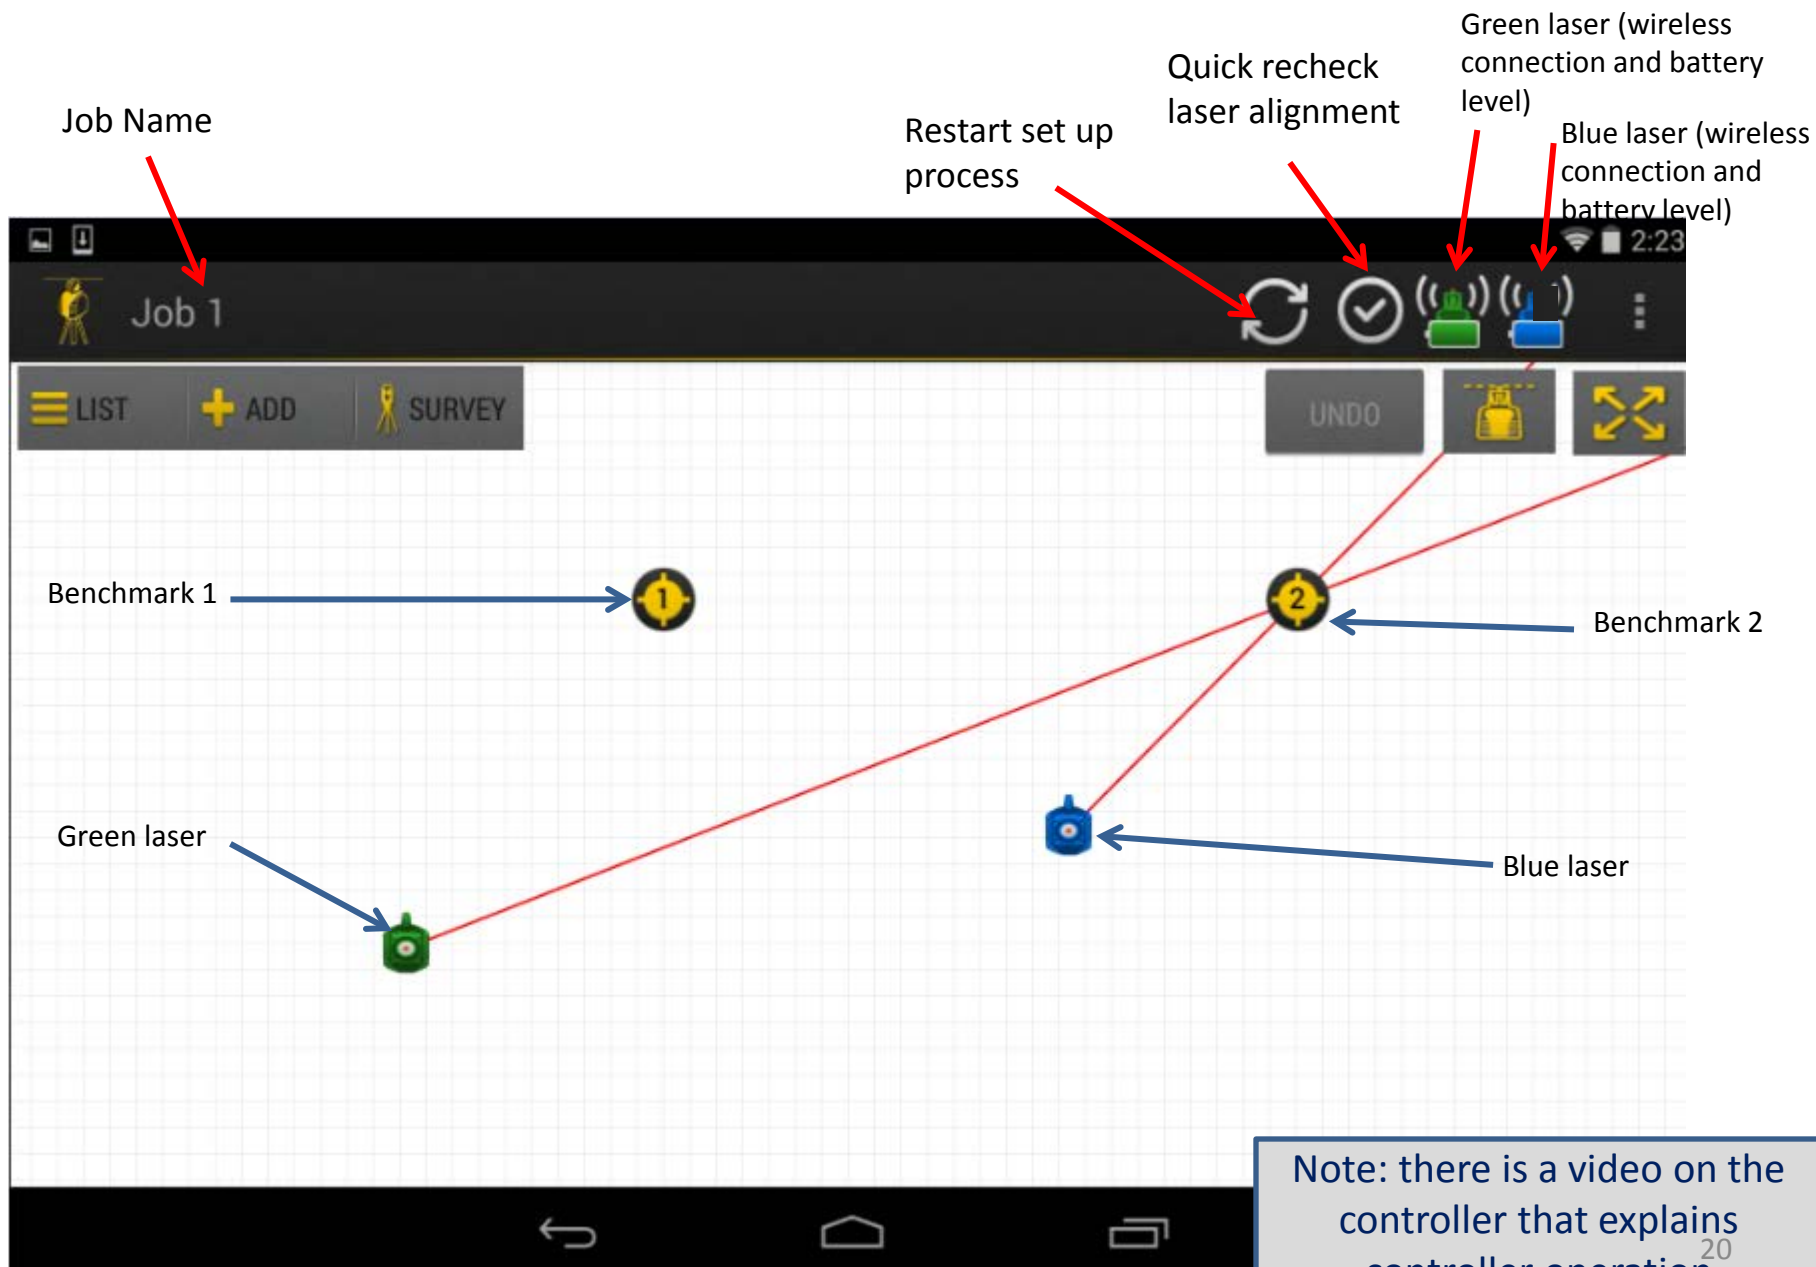 Green laser (wireless
connection and battery
level)
Quick recheck
laser alignment
Job Name
Restart set up
process
Blue laser (wireless
connection and
battery level)
2:23
Job 1
LIST
ADD
SURVEY
UNDO
Benchmark 1
1
2
Benchmark 2
Green laser
Blue laser
Note: there is a video on the
controller that explains
controller operation
20